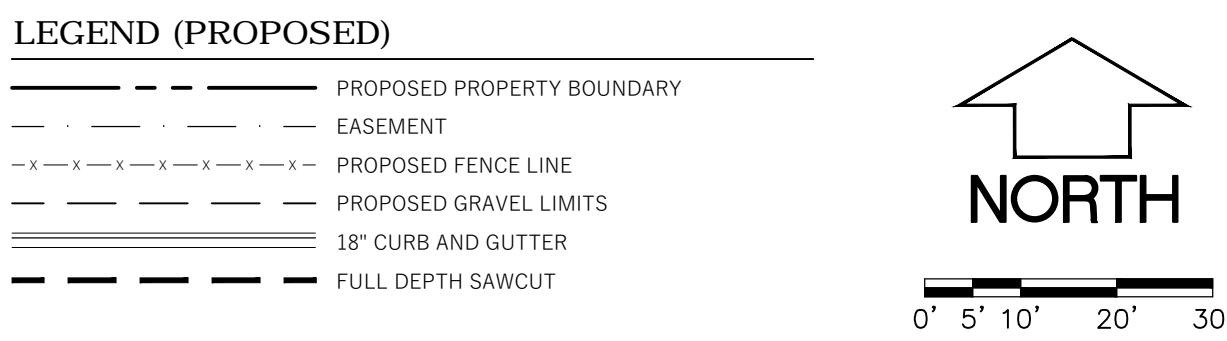 LEGEND (PROPOSED)
PROPOSED PROPERTY BOUNDARY
EASEMENT
PROPOSED FENCE LINE
PROPOSED GRAVEL LIMITS
18" CURB AND GUTTER
FULL DEPTH SAWCUT
NORTH
0' 5' 10' 20' 30